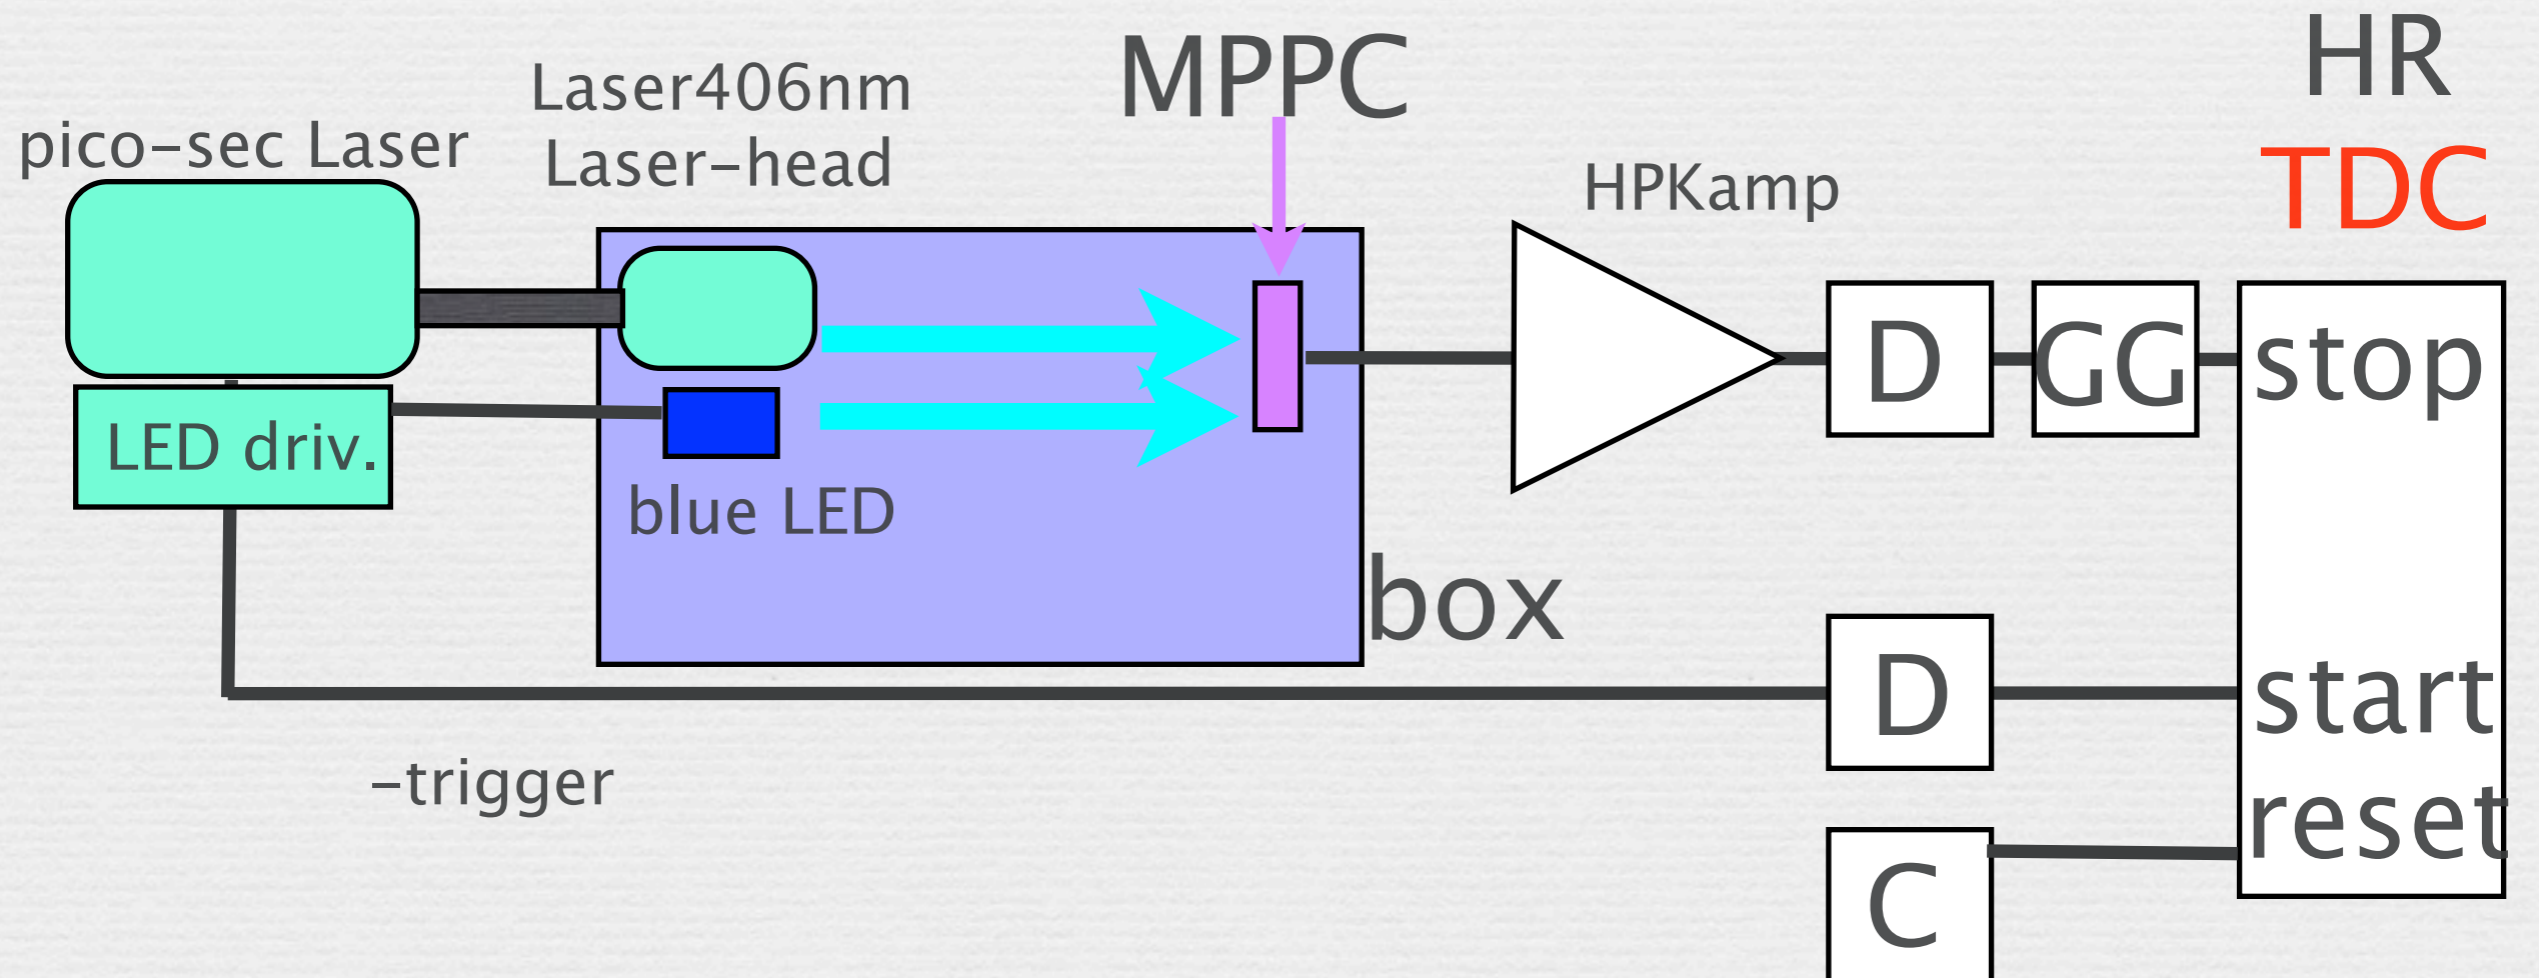 MPPC
HR
TDC
Laser406nm
Laser-head
pico-sec Laser
HPKamp
D
GG
stop
LED driv.
blue LED
box
D
start
-trigger
reset
C